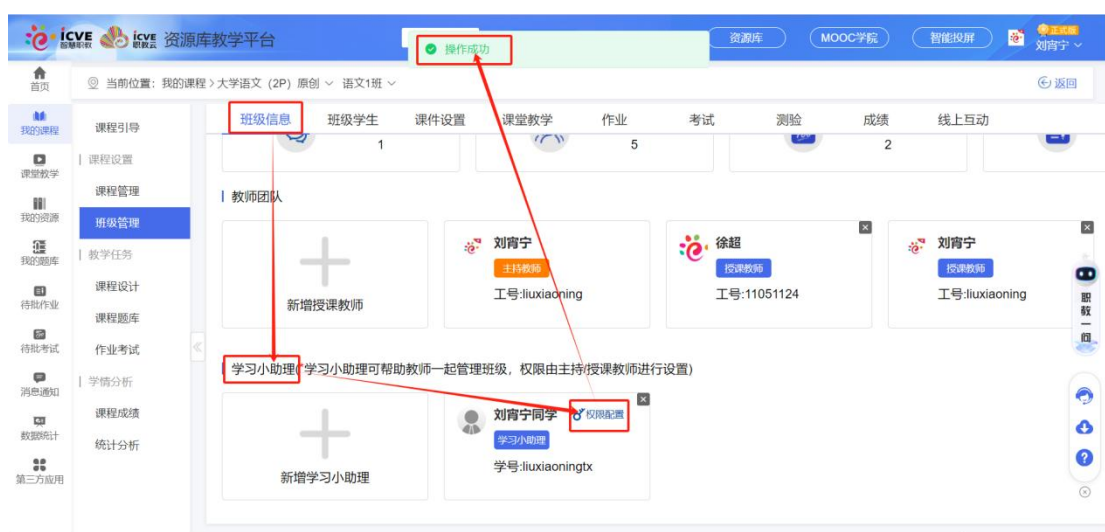 icve 智慧职教 icve 职教云 资源库教学平台 资源库 MOOC学院 智能投屏 正式版 刘宵宁
操作成功
首页 当前位置：我的课程 > 大学语文 (2P) 原创 语文1班 返回
我的课程
课堂教学
我的资源
我的题库
待批作业
待批考试
消息通知
数据统计
第三方应用
课程引导
课程设置
课程管理
班级管理
教学任务
课程设计
课程题库
作业考试
学情分析
课程成绩
统计分析
班级信息 班级学生 课件设置 课堂教学 作业 考试 测验 成绩 线上互动
1 5 2
教师团队
新增授课教师
刘宵宁
主持教师
工号:liuxiaoning
徐超
授课教师
工号:11051124
刘宵宁
授课教师
工号:liuxiaoning
学习小助理("学习小助理可帮助教师一起管理班级，权限由主持/授课教师进行设置)
新增学习小助理
刘宵宁同学 权限配置
学习小助理
学号:liuxiaoningtx
职教一问